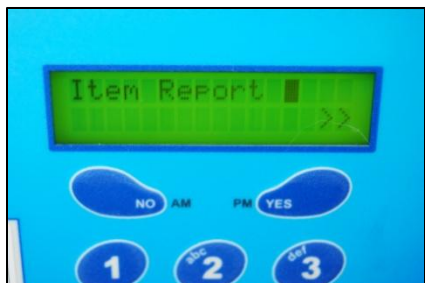 Item Report
>>
NO AM PM YES
1 abc 2 def 3